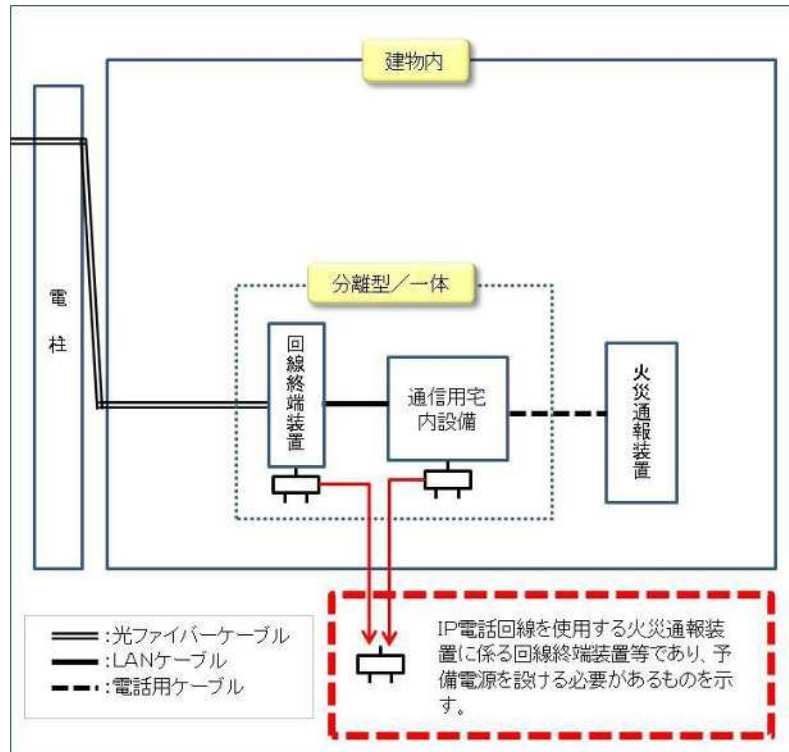 建物内
電柱
分離型／一体
回線終端装置
通信用宅
内設備
火災通報装置
:光ファイバーケーブル
:LANケーブル
:電話用ケーブル
IP電話回線を使用する火災通報装
置に係る回線終端装置等であり、予
備電源を設ける必要があるものを示
す。